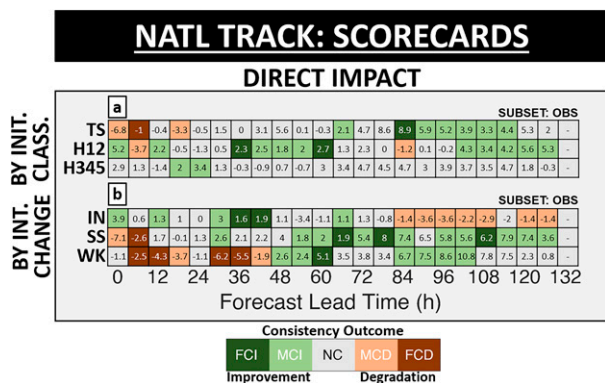 NATL TRACK: SCORECARDS
DIRECT IMPACT
BY INIT. CLASS.
a
SUBSET: OBS
TS -6.8 -1 -0.4 -3.3 -0.5 1.5 0 3.1 5.6 0.1 -0.3 2.1 4.7 8.6 8.9 5.9 5.2 3.9 3.3 4.4 5.3 2 -
H12 5.2 -3.7 2.2 -0.5 -1.3 0.5 2.3 2.5 1.8 2 2.7 1.3 2.3 0 -1.2 0.1 -0.2 4.3 3.4 4.2 5.6 5.3 -
H345 2.9 1.3 -1.4 2 3.4 1.3 -0.3 -0.9 0.7 -0.7 3 3.4 4.7 4.5 4.7 3 3.9 3.7 3.5 4.7 1.8 -0.3 -
BY INT. CHANGE
b
SUBSET: OBS
IN 3.9 0.6 1.3 1 0 3 1.6 1.9 1.1 -3.4 -1.1 1.1 1.3 -0.8 -1.4 -3.6 -3.6 -2.2 -2.9 -2 -1.4 -1.4 -
SS -7.1 -2.6 1.7 -0.1 1.3 2.6 2.1 2.2 4 1.8 2 1.9 5.4 8 7.4 6.5 5.8 5.6 6.2 7.9 7.4 3.6 -
WK -1.1 -2.5 -4.3 -3.7 -1.1 -6.2 -5.5 -1.9 2.6 2.4 5.1 3.5 3.8 3.4 6.7 7.5 8.6 10.8 7.8 7.5 2.3 0.8 -
0 12 24 36 48 60 72 84 96 108 120 132
Forecast Lead Time (h)
Consistency Outcome
FCI MCI NC MCD FCD
Improvement Degradation